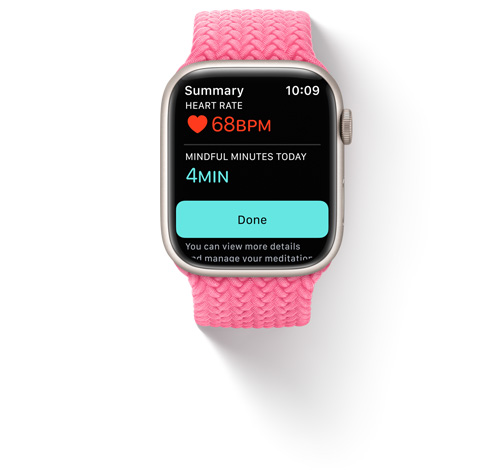 Summary 10:09
HEART RATE
68BPM
MINDFUL MINUTES TODAY
4MIN
Done
You can view more details
and manage your meditation